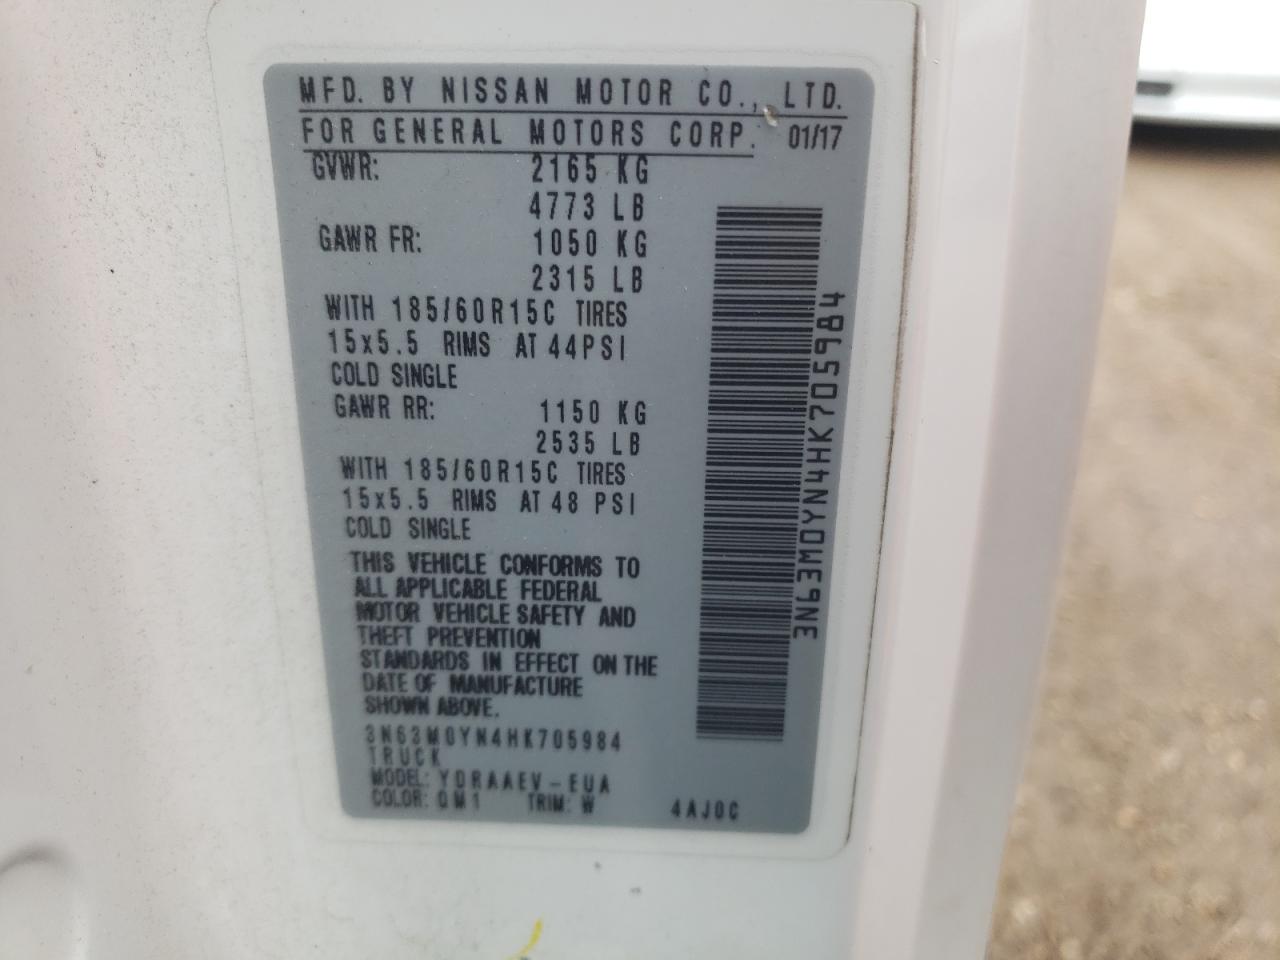 MFD. BY NISSAN MOTOR CO., LTD.
FOR GENERAL MOTORS CORP. 01/17
GVWR: 2165 KG
4773 LB
GAWR FR: 1050 KG
2315 LB
WITH 185/60R15C TIRES
15x5.5 RIMS AT 44PSI
COLD SINGLE
GAWR RR: 1150 KG
2535 LB
WITH 185/60R15C TIRES
15x5.5 RIMS AT 48 PSI
COLD SINGLE
THIS VEHICLE CONFORMS TO
ALL APPLICABLE FEDERAL
MOTOR VEHICLE SAFETY AND
THEFT PREVENTION
STANDARDS IN EFFECT ON THE
DATE OF MANUFACTURE
SHOWN ABOVE.
3N63M0YN4HK705984
TRUCK
MODEL: YDRAAEV-EUA
COLOR: QM1 TRIM: W 4AJ0C
3N63M0YN4HK705984